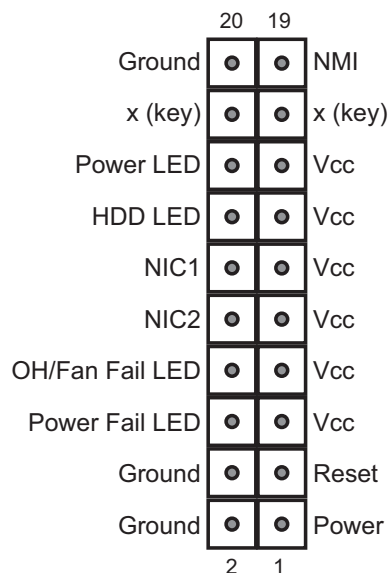 20 19
Ground NMI
x (key) x (key)
Power LED Vcc
HDD LED Vcc
NIC1 Vcc
NIC2 Vcc
OH/Fan Fail LED Vcc
Power Fail LED Vcc
Ground Reset
Ground Power
2 1